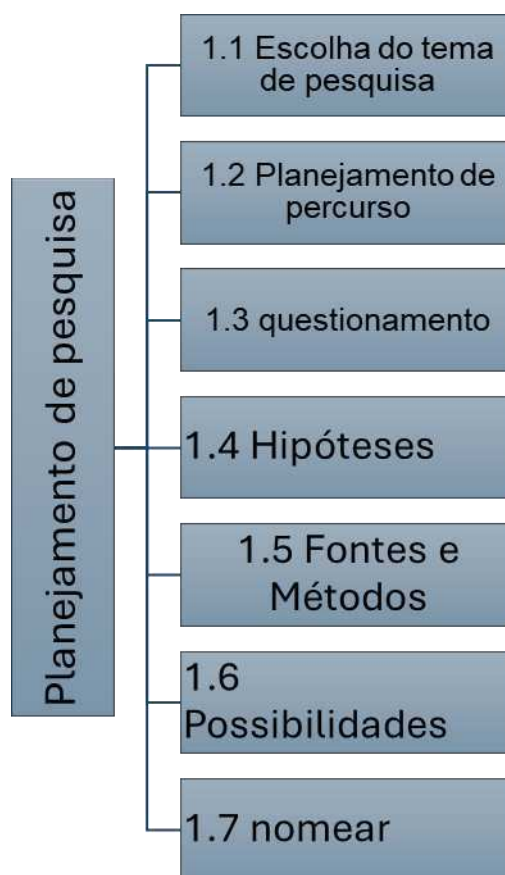 Planejamento de pesquisa
1.1 Escolha do tema
de pesquisa
1.2 Planejamento de
percurso
1.3 questionamento
1.4 Hipóteses
1.5 Fontes e
Métodos
1.6
Possibilidades
1.7 nomear